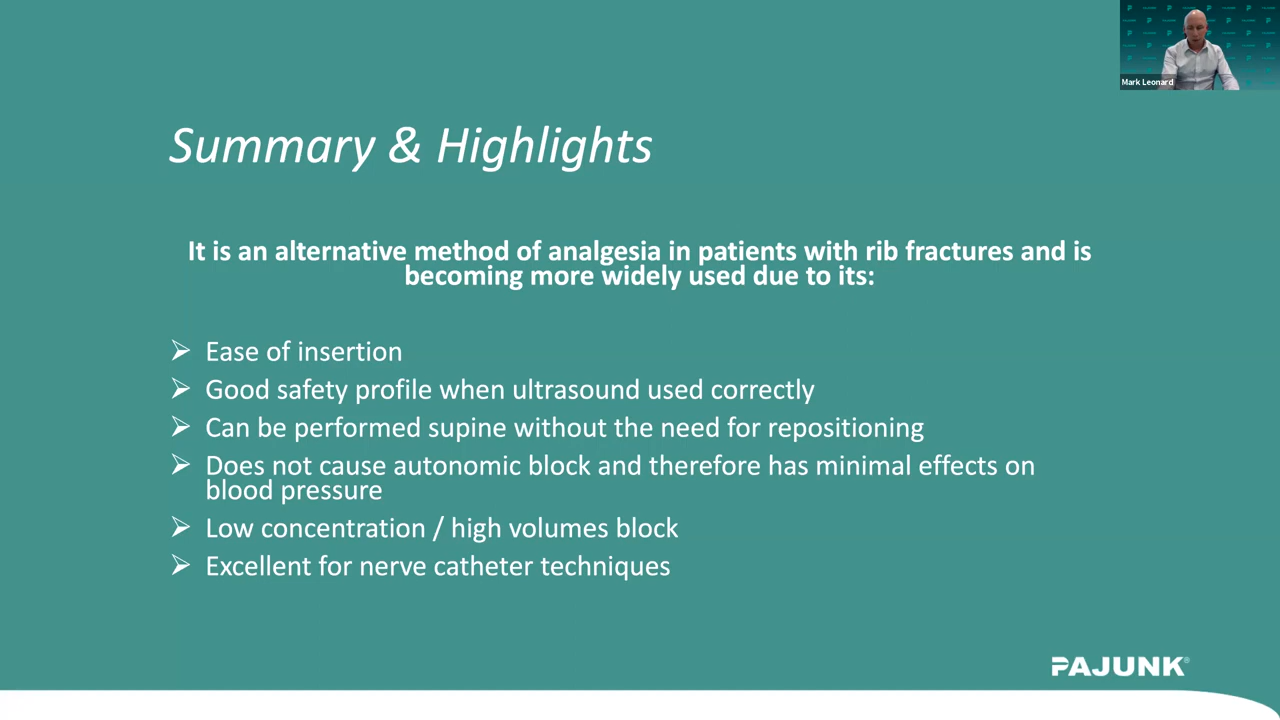 Mark Leonard
Summary & Highlights
It is an alternative method of analgesia in patients with rib fractures and is
becoming more widely used due to its:
Ease of insertion
Good safety profile when ultrasound used correctly
Can be performed supine without the need for repositioning
Does not cause autonomic block and therefore has minimal effects on
blood pressure
Low concentration / high volumes block
Excellent for nerve catheter techniques
PAJUNK®